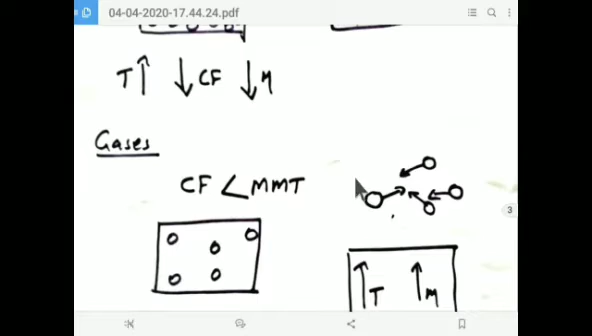 04-04-2020-17.44.24.pdf
T↑ ↓CF ↓M
Gases
CF < MMT
3
↑T ↑M